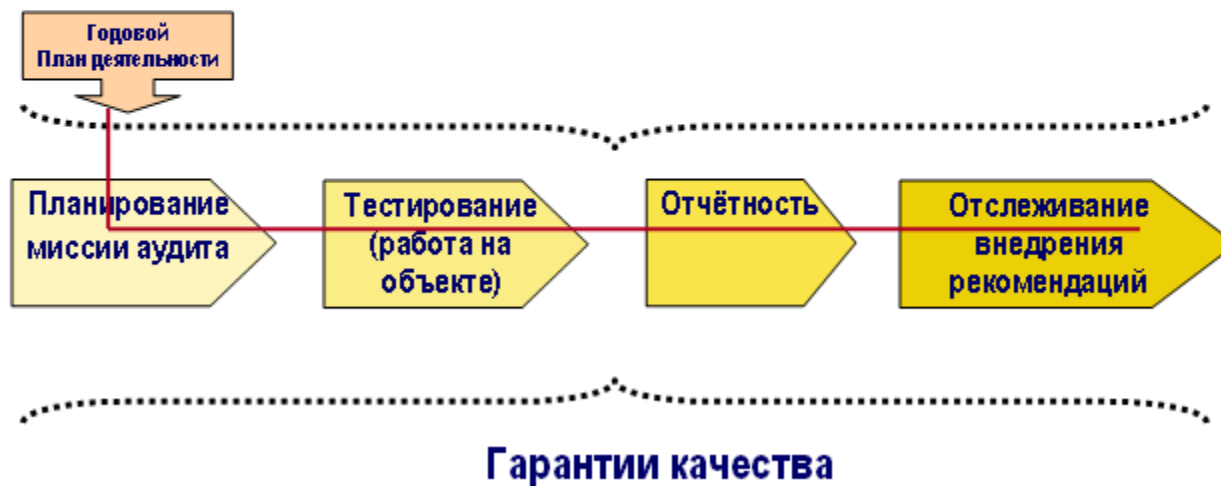 Годовой
План деятельности
Планирование
миссии аудита
Тестирование
(работа на
объекте)
Отчётность
Отслеживание
внедрения
рекомендаций
Гарантии качества